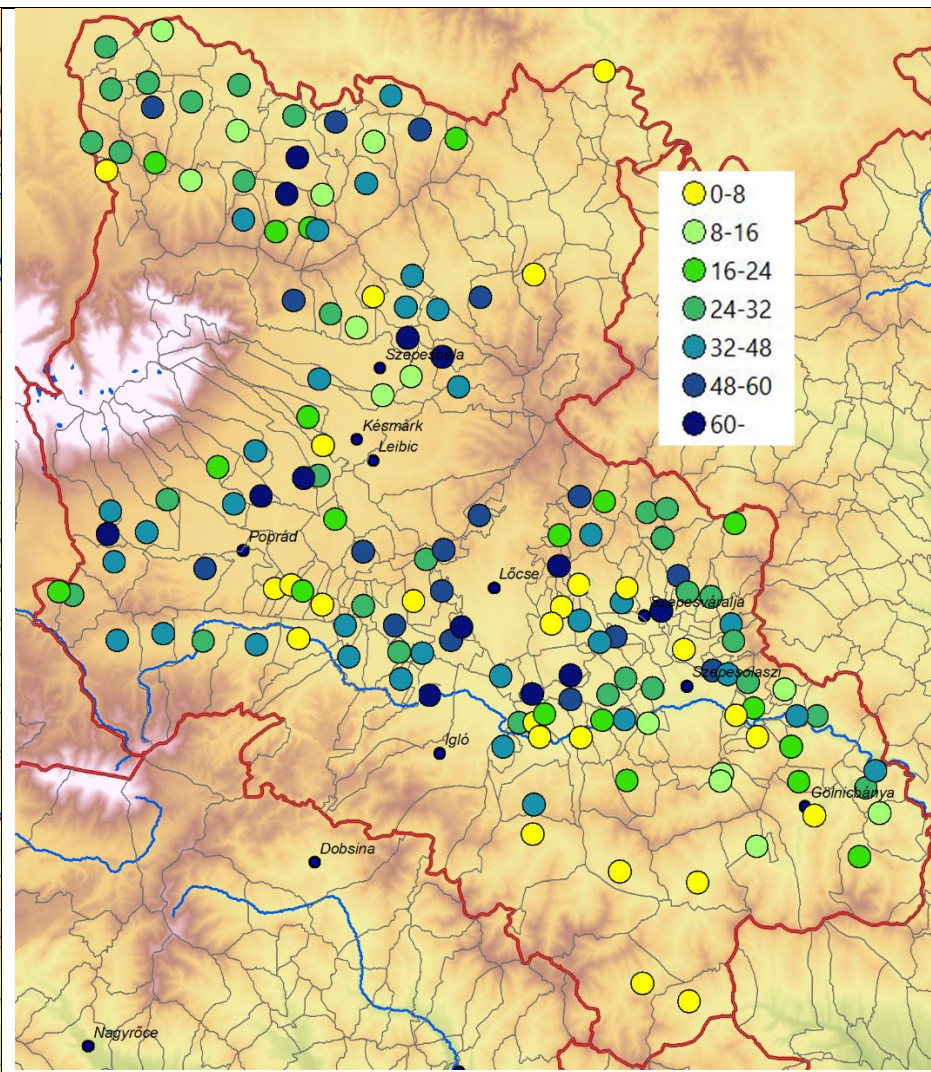 0-8
8-16
16-24
24-32
32-48
48-60
60-
Szepesbéla
Késmárk
Leibic
Poprád
Lőcse
Szepesváralja
Szepesolaszi
Igló
Gölnicbánya
Dobsina
Nagyrőce